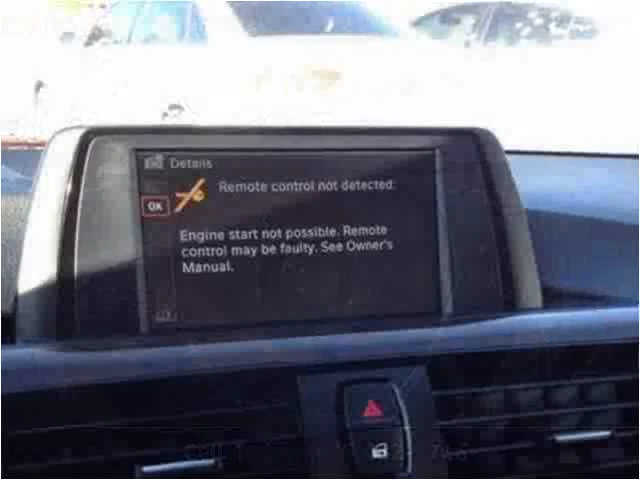 Details
Remote control not detected.
OK
Engine start not possible. Remote
control may be faulty. See Owner's
Manual.